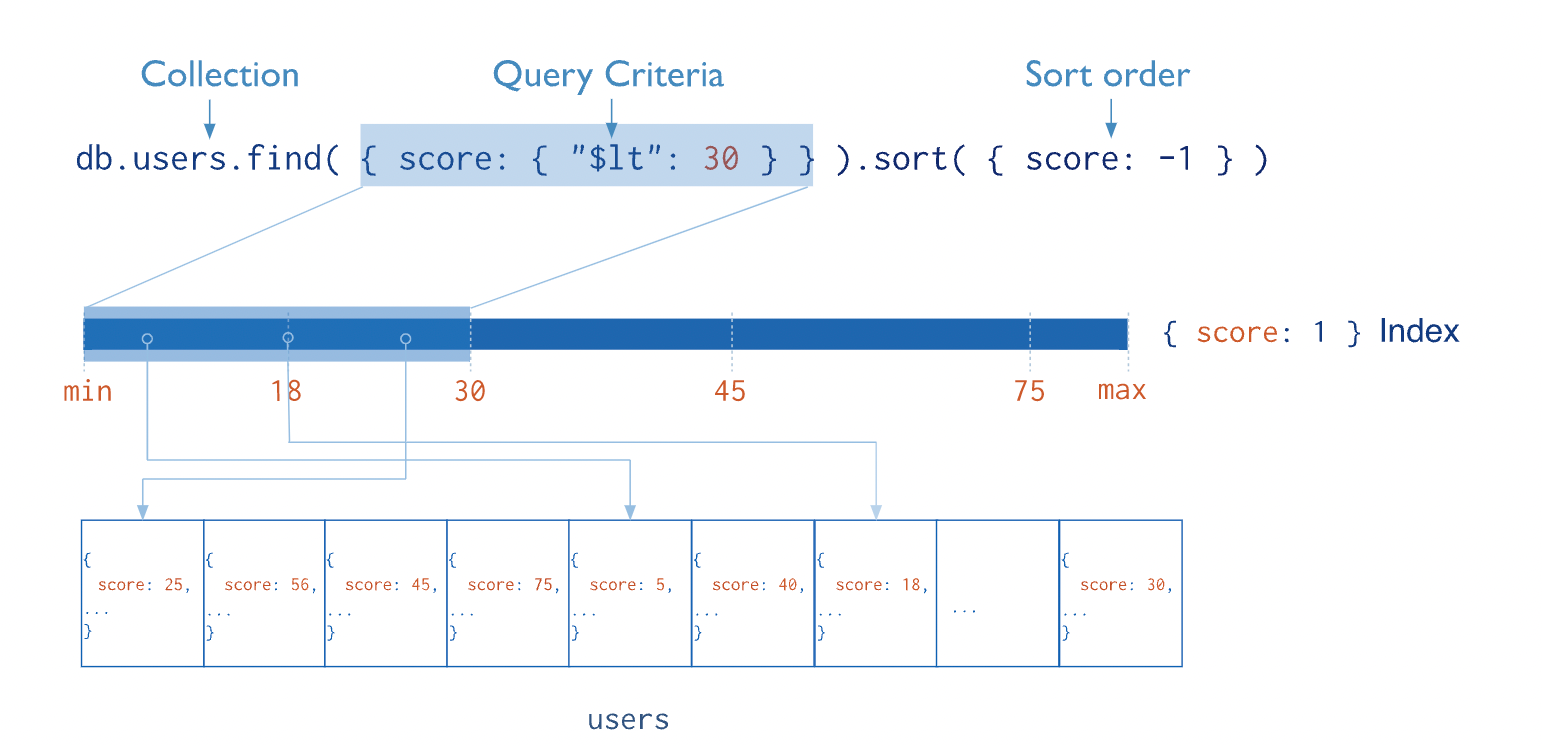 Collection
Query Criteria
Sort order
db.users.find( { score: { "$lt": 30 } } ).sort( { score: -1 } )
{ score: 1 } Index
min
18
30
45
75
max
{
score: 25,
...
}
{
score: 56,
...
}
{
score: 45,
...
}
{
score: 75,
...
}
{
score: 5,
...
}
{
score: 40,
...
}
{
score: 18,
...
}
...
{
score: 30,
...
}
users